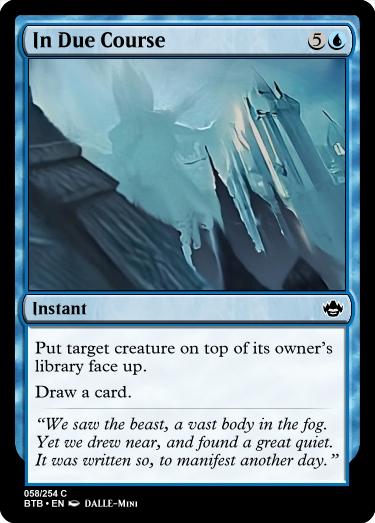 In Due Course 5
Instant
Put target creature on top of its owner's
library face up.
Draw a card.
“We saw the beast, a vast body in the fog.
Yet we drew near, and found a great quiet.
It was written so, to manifest another day.”
058/254 C
BTB • EN DALLE-Mini